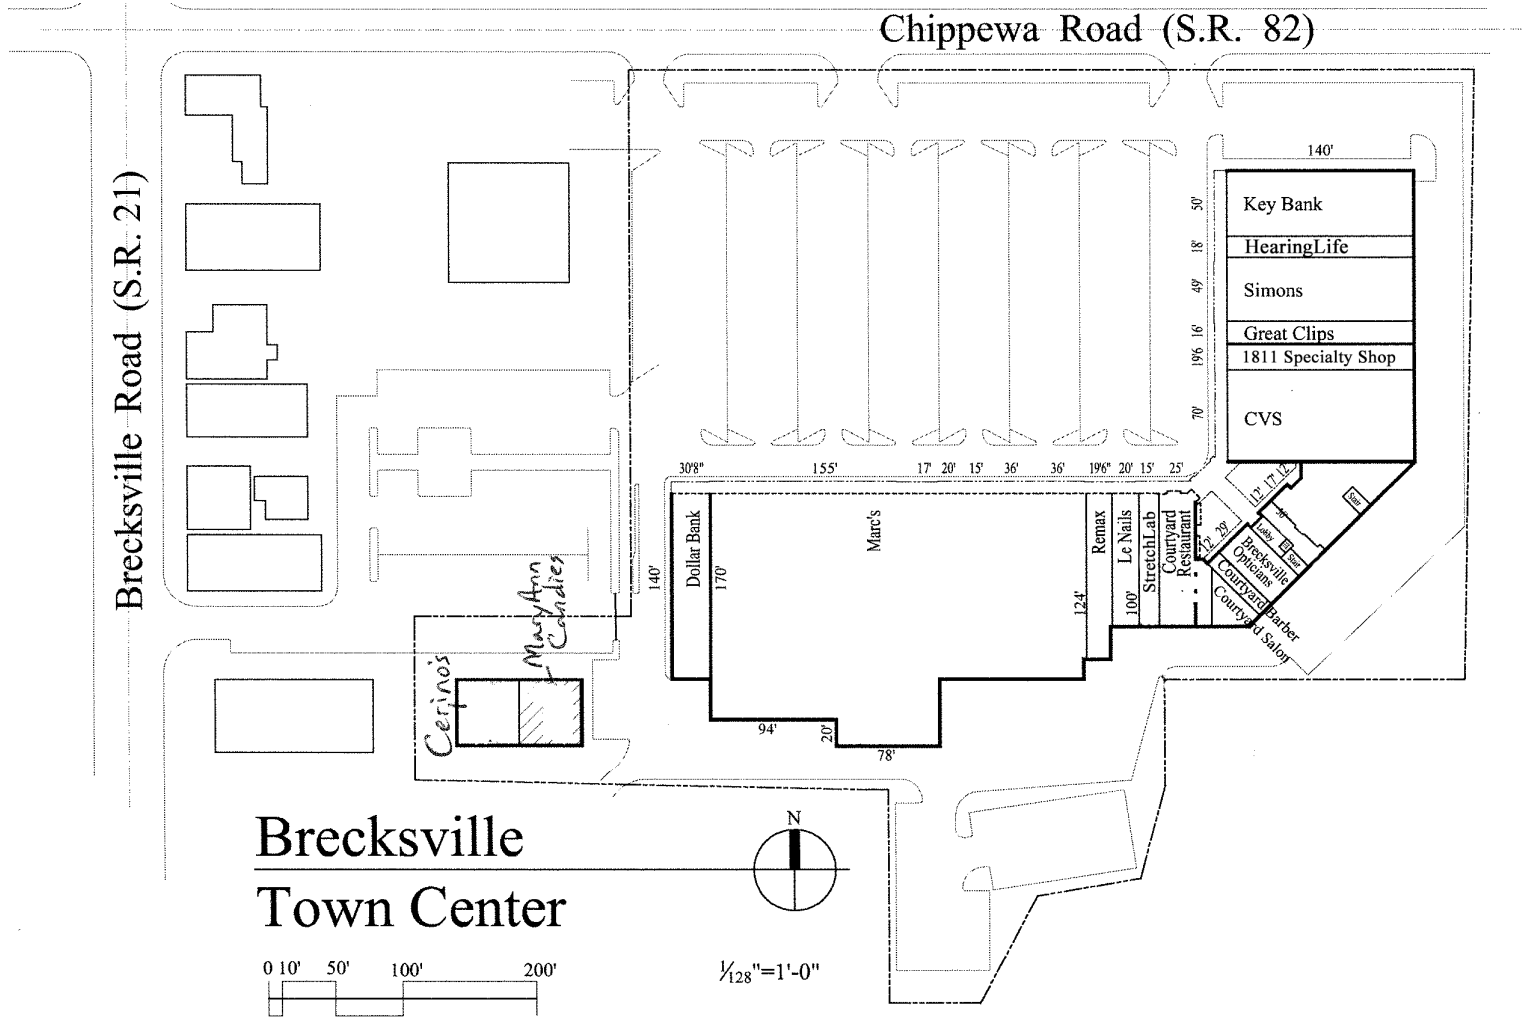 Chippewa Road (S.R. 82)
Brecksville Road (S.R. 21)
140'
50'
Key Bank
18'
HearingLife
49'
Simons
16'
Great Clips
19'6
1811 Specialty Shop
70'
CVS
30'8"
155'
17'
20'
15'
36'
36'
19'6"
20'
15'
25'
12'
17'
12'
12'
29'
Stair
Lobby
Stair
140'
Dollar Bank
170'
Marc's
124'
Remax
Le Nails
100'
StretchLab
Courtyard
Restaurant
Brecksville
Opticians
Courtyard Barber
Courtyard Salon
MaryAnn
Candies
Cerino's
94'
20'
78'
Brecksville
Town Center
N
0 10' 50' 100' 200'
1/128"=1'-0"